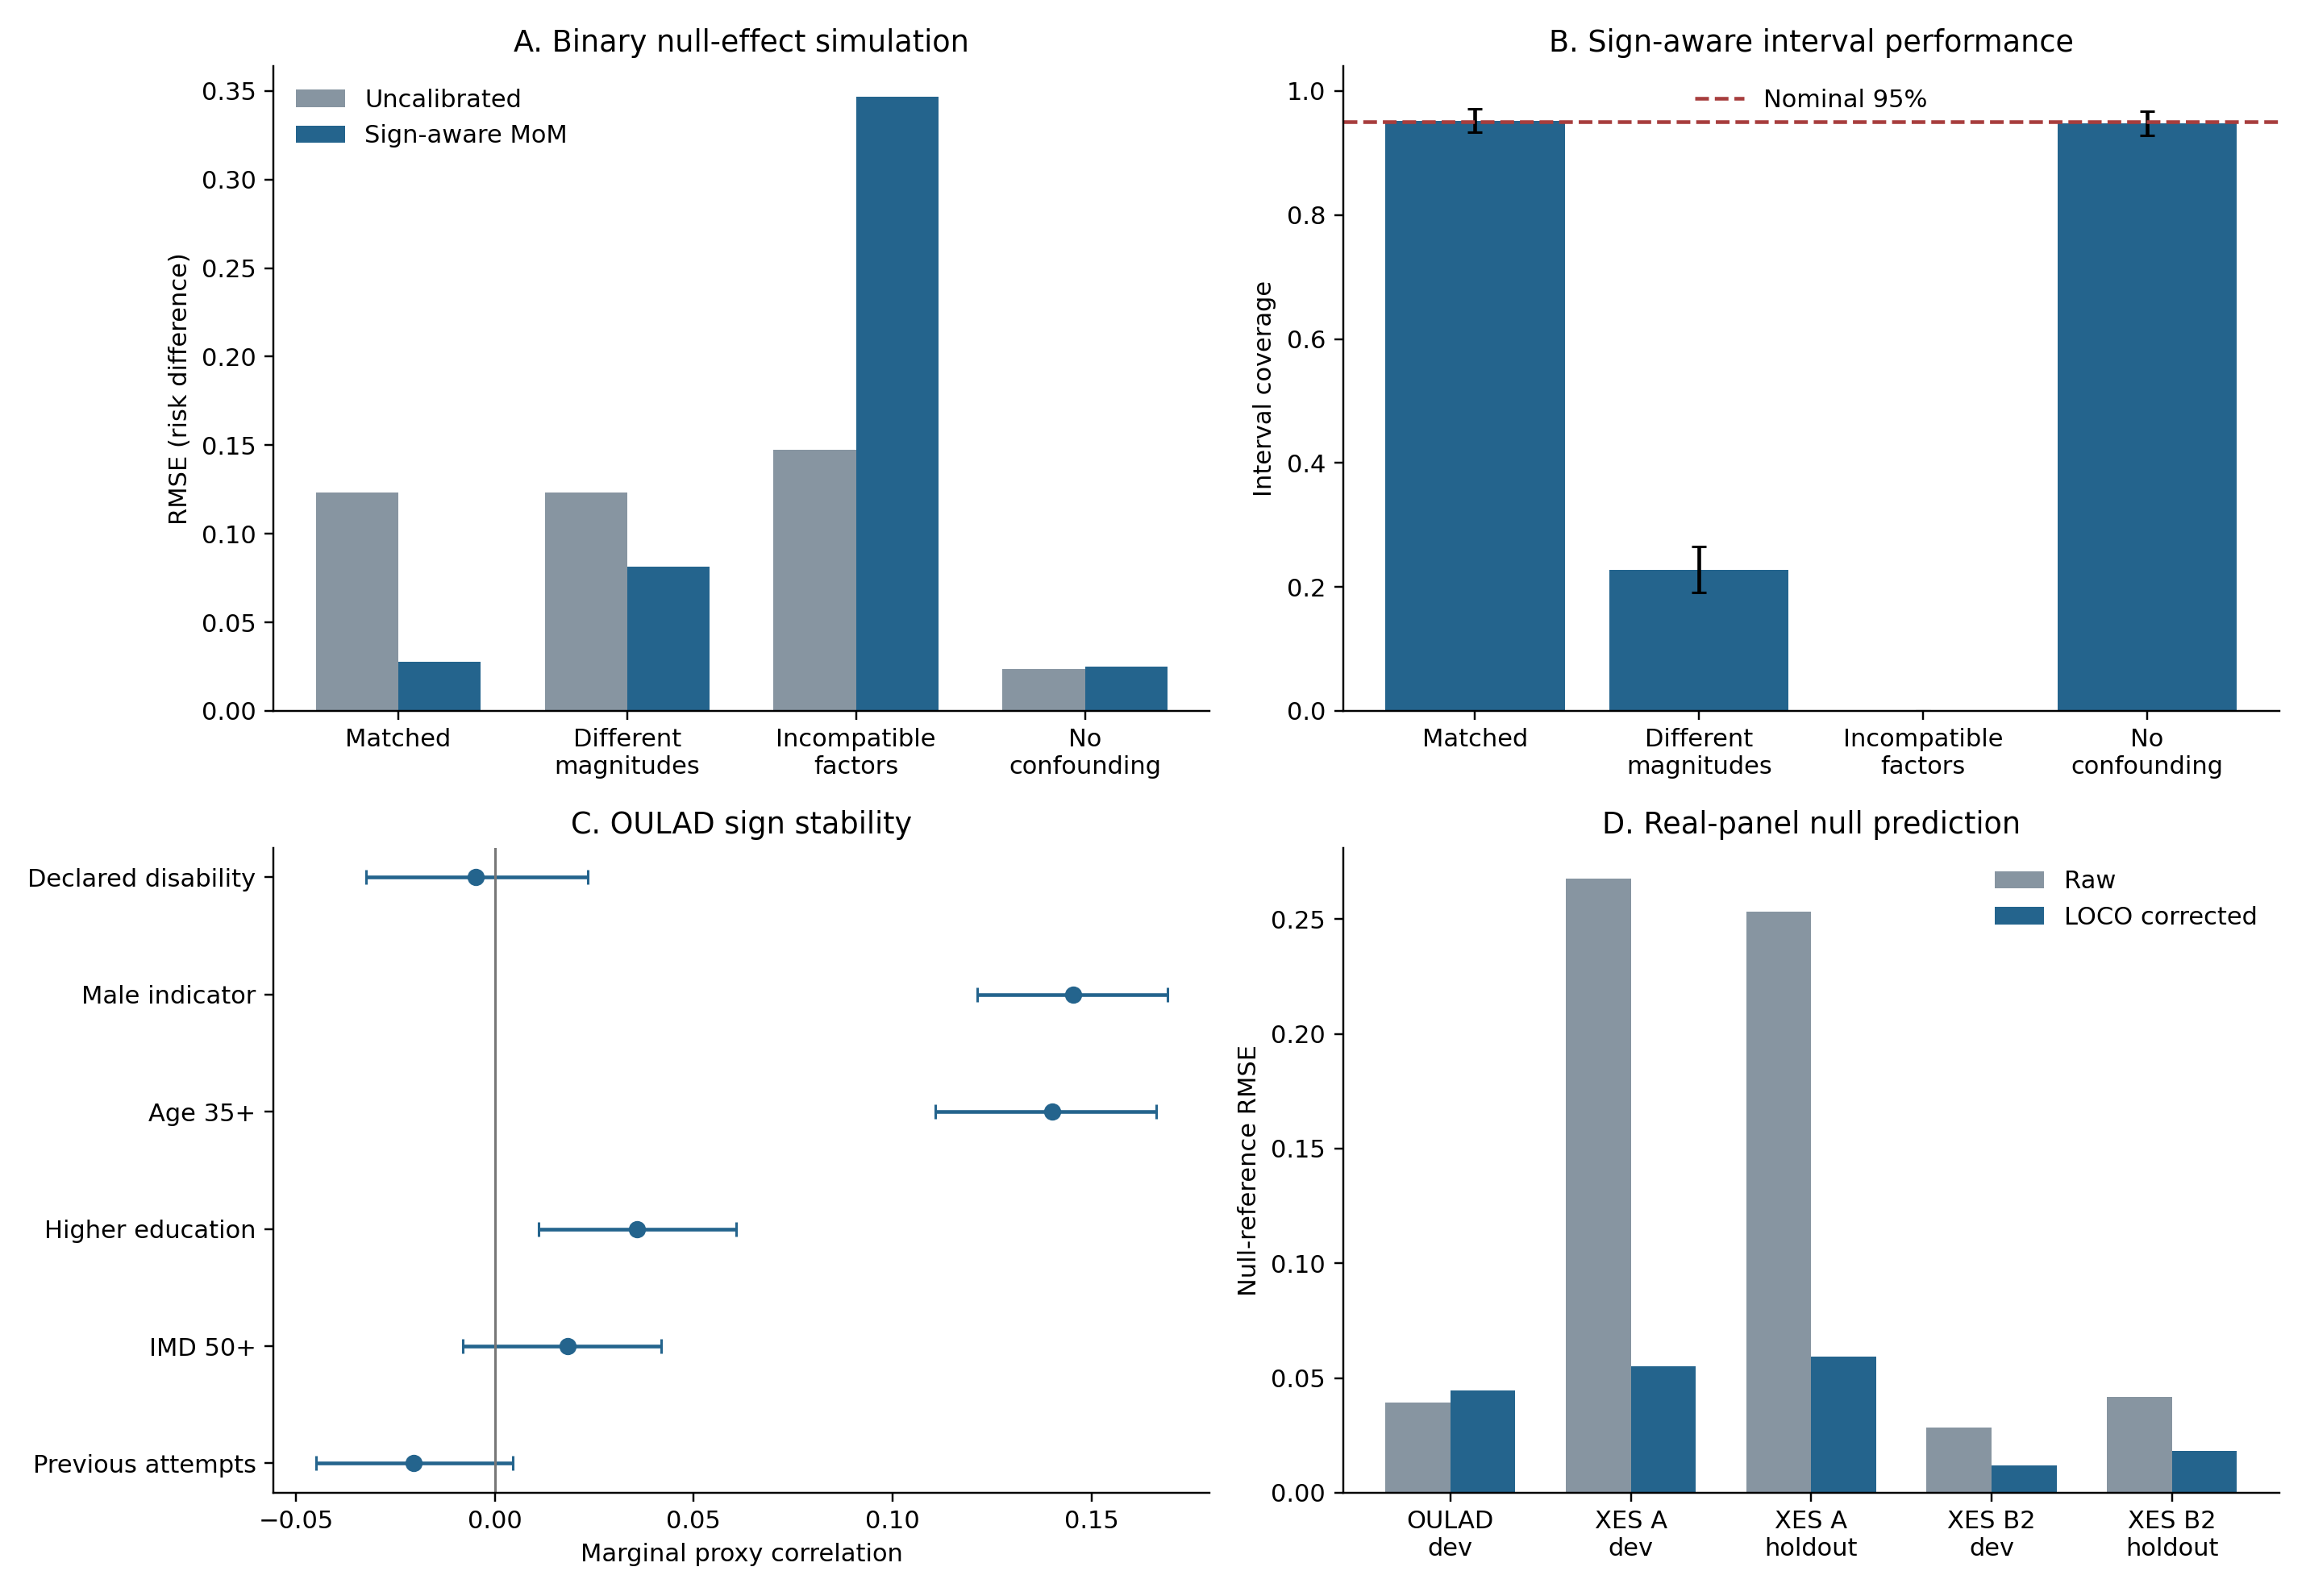 A. Binary null-effect simulation
Uncalibrated
Sign-aware MoM
RMSE (risk difference)
0.35
0.30
0.25
0.20
0.15
0.10
0.05
0.00
Matched
Different
magnitudes
Incompatible
factors
No
confounding
B. Sign-aware interval performance
Nominal 95%
Interval coverage
1.0
0.8
0.6
0.4
0.2
0.0
Matched
Different
magnitudes
Incompatible
factors
No
confounding
C. OULAD sign stability
Declared disability
Male indicator
Age 35+
Higher education
IMD 50+
Previous attempts
−0.05
0.00
0.05
0.10
0.15
Marginal proxy correlation
D. Real-panel null prediction
Raw
LOCO corrected
Null-reference RMSE
0.25
0.20
0.15
0.10
0.05
0.00
OULAD
dev
XES A
dev
XES A
holdout
XES B2
dev
XES B2
holdout